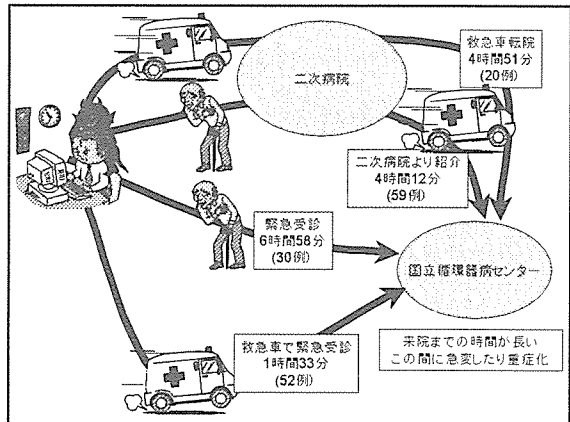 救急車転院
4時間51分
(20例)
二次病院
二次病院より紹介
4時間12分
(59例)
緊急受診
6時間58分
(30例)
国立循環器病センター
救急車で緊急受診
1時間33分
(52例)
来院までの時間が長い
この間に急変したり重症化